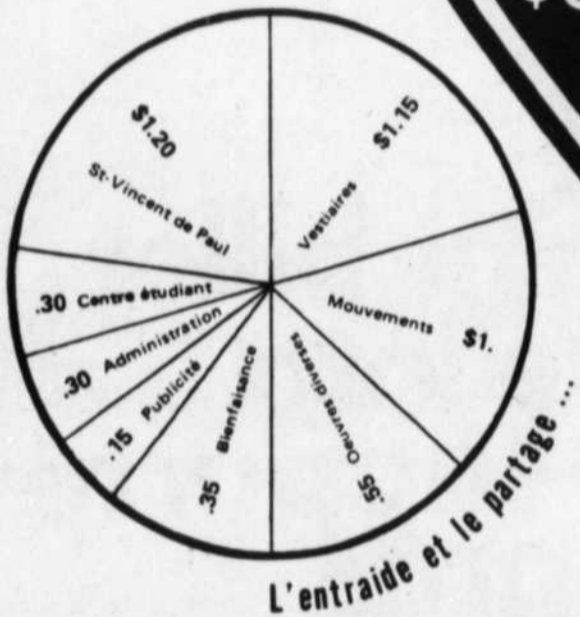 $1.20
St-Vincent de Paul
$1.15
Vestiaires
Mouvements $1.
.55 Oeuvres diverses
.35 Bienfaisance
.15 Publicité
.30 Administration
.30 Centre étudiant
L'entraide et le partage ...